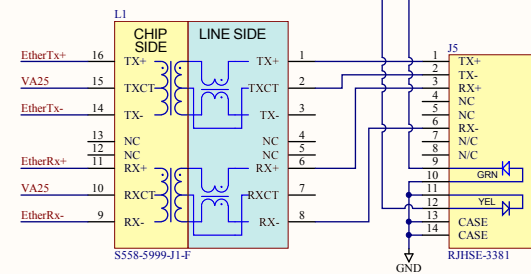 L1
CHIP SIDE LINE SIDE
J5
EtherTx+ 16 TX+ TX+ 1 1 TX+
VA25 15 TXCT TXCT 2 2 TX-
3 RX+
EtherTx- 14 TX- TX- 3 4 NC
5 NC
13 NC NC 4 6 RX-
12 NC NC 5 7 N/C
EtherRx+ 11 RX+ RX+ 6 8 N/C
9
10 GRN
VA25 10 RXCT RXCT 7 11
12 YEL
EtherRx- 9 RX- RX- 8 13 CASE
14 CASE
S558-5999-J1-F RJHSE-3381
GND